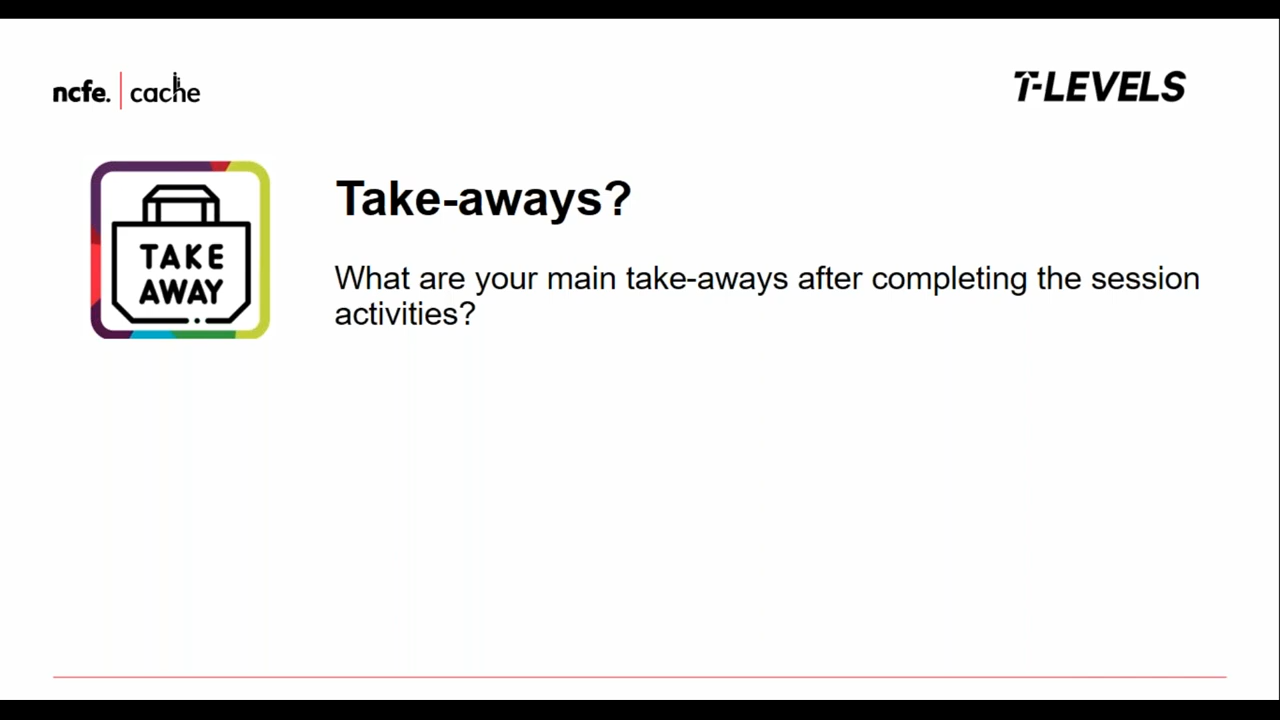 ncfe. cache
T-LEVELS
TAKE
AWAY
Take-aways?
What are your main take-aways after completing the session
activities?